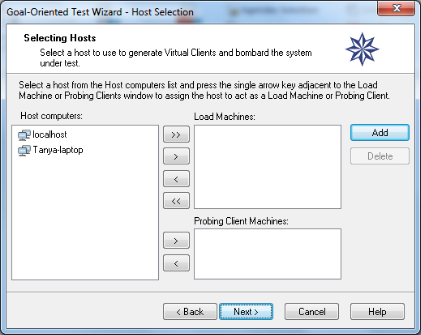 Goal-Oriented Test Wizard - Host Selection
Selecting Hosts
Select a host to use to generate Virtual Clients and bombard the system
under test.
Select a host from the Host computers list and press the single arrow key adjacent to the Load
Machine or Probing Clients window to assign the host to act as a Load Machine or Probing Client.
Host computers:
Load Machines:
localhost
Tanya-laptop
>>
>
<
<<
Add
Delete
Probing Client Machines:
>
<
< Back
Next >
Cancel
Help